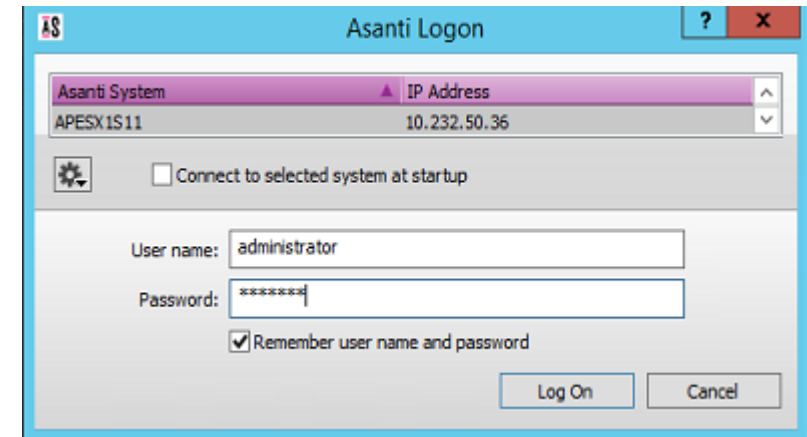 AS Asanti Logon ? x
Asanti System IP Address
APESX1S11 10.232.50.36
Connect to selected system at startup
User name: administrator
Password: *******
Remember user name and password
Log On Cancel